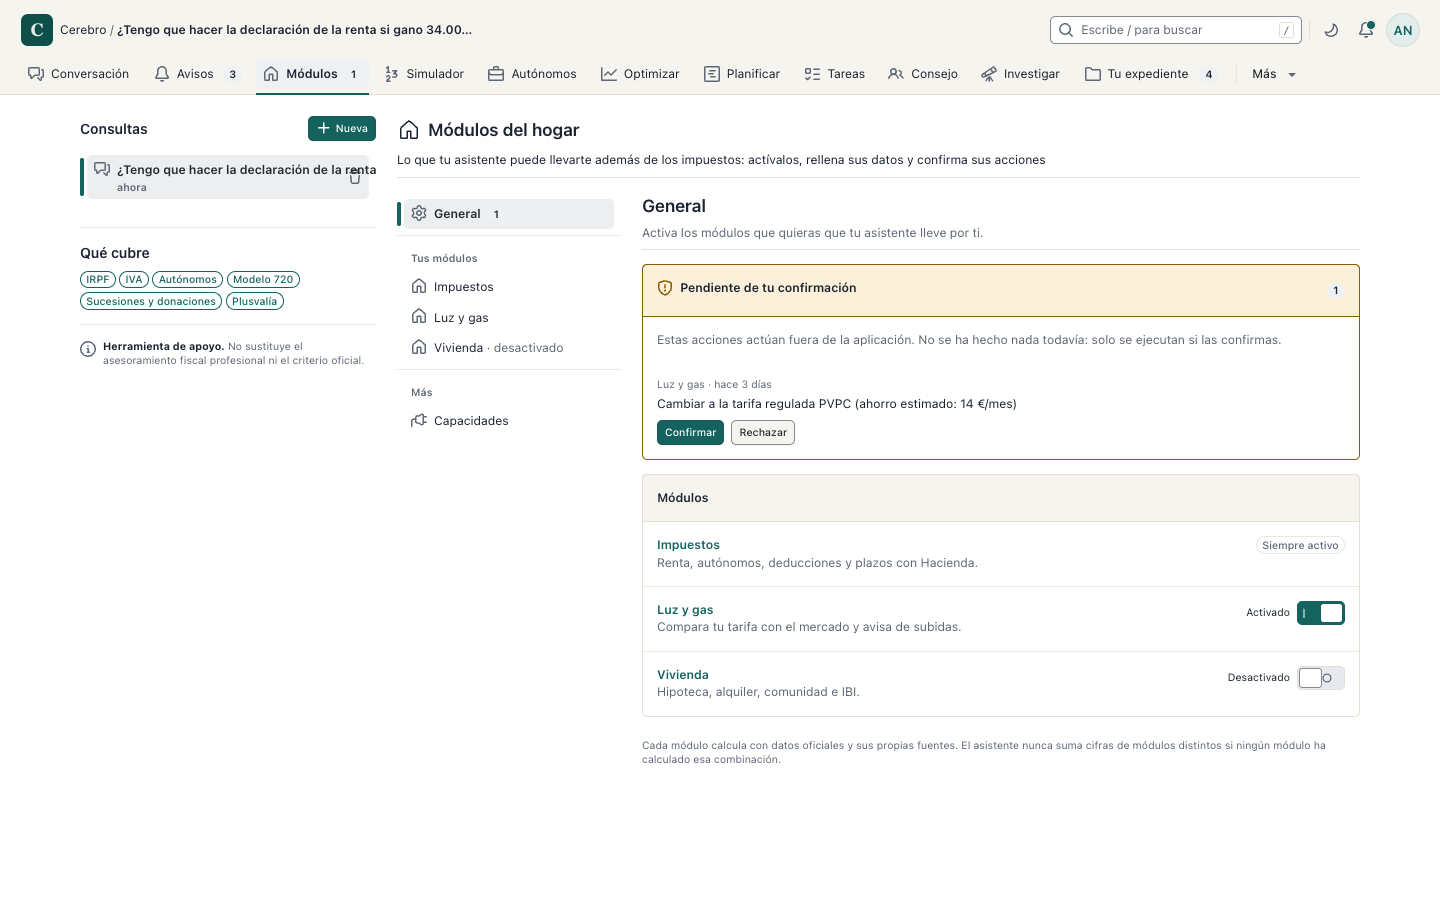 C
Cerebro / ¿Tengo que hacer la declaración de la renta si gano 34.00...
Escribe / para buscar
/
AN
Conversación
Avisos 3
Módulos 1
Simulador
Autónomos
Optimizar
Planificar
Tareas
Consejo
Investigar
Tu expediente 4
Más
Consultas
Nueva
¿Tengo que hacer la declaración de la renta
ahora
Qué cubre
IRPF
IVA
Autónomos
Modelo 720
Sucesiones y donaciones
Plusvalía
Herramienta de apoyo. No sustituye el
asesoramiento fiscal profesional ni el criterio oficial.
Módulos del hogar
Lo que tu asistente puede llevarte además de los impuestos: actívalos, rellena sus datos y confirma sus acciones
General 1
Tus módulos
Impuestos
Luz y gas
Vivienda · desactivado
Más
Capacidades
General
Activa los módulos que quieras que tu asistente lleve por ti.
Pendiente de tu confirmación
1
Estas acciones actúan fuera de la aplicación. No se ha hecho nada todavía: solo se ejecutan si las confirmas.
Luz y gas · hace 3 días
Cambiar a la tarifa regulada PVPC (ahorro estimado: 14 €/mes)
Confirmar
Rechazar
Módulos
Impuestos
Siempre activo
Renta, autónomos, deducciones y plazos con Hacienda.
Luz y gas
Activado
Compara tu tarifa con el mercado y avisa de subidas.
Vivienda
Desactivado
Hipoteca, alquiler, comunidad e IBI.
Cada módulo calcula con datos oficiales y sus propias fuentes. El asistente nunca suma cifras de módulos distintos si ningún módulo ha
calculado esa combinación.